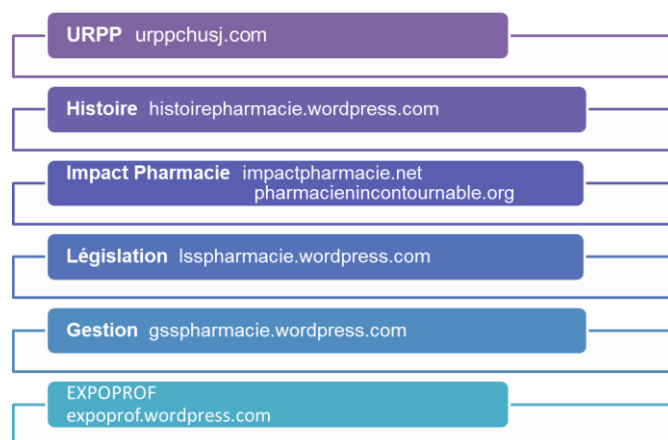 URPP urppchusj.com
Histoire histoirepharmacie.wordpress.com
Impact Pharmacie impactpharmacie.net
pharmacienincontournable.org
Législation lsspharmacie.wordpress.com
Gestion gsspharmacie.wordpress.com
EXPOPROF
expoprof.wordpress.com